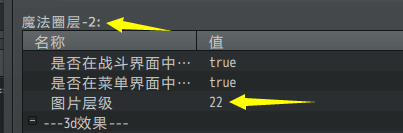 魔法圈层-2:
名称 值
是否在战斗界面中… true
是否在菜单界面中… true
图片层级 22
---3d效果---